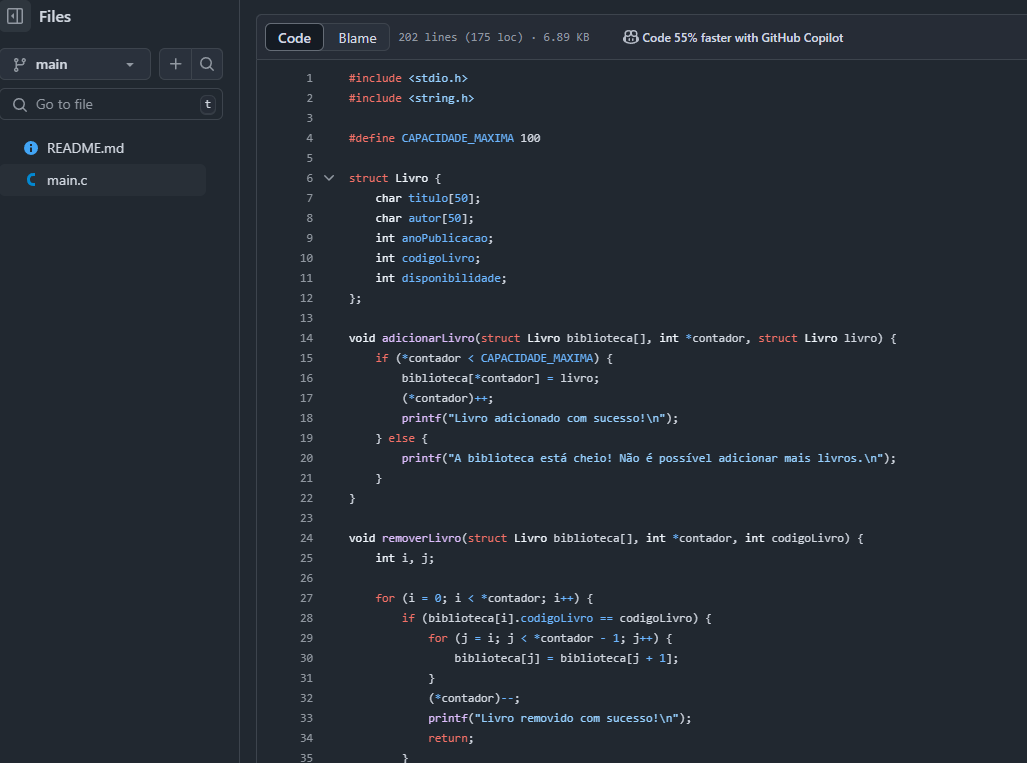 Files
main
Go to file
t
README.md
main.c
Code Blame 202 lines (175 loc) · 6.89 KB Code 55% faster with GitHub Copilot
1 #include <stdio.h>
2 #include <string.h>
3
4 #define CAPACIDADE_MAXIMA 100
5
6 struct Livro {
7 char titulo[50];
8 char autor[50];
9 int anoPublicacao;
10 int codigoLivro;
11 int disponibilidade;
12 };
13
14 void adicionarLivro(struct Livro biblioteca[], int *contador, struct Livro livro) {
15 if (*contador < CAPACIDADE_MAXIMA) {
16 biblioteca[*contador] = livro;
17 (*contador)++;
18 printf("Livro adicionado com sucesso!\n");
19 } else {
20 printf("A biblioteca está cheio! Não é possível adicionar mais livros.\n");
21 }
22 }
23
24 void removerLivro(struct Livro biblioteca[], int *contador, int codigoLivro) {
25 int i, j;
26
27 for (i = 0; i < *contador; i++) {
28 if (biblioteca[i].codigoLivro == codigoLivro) {
29 for (j = i; j < *contador - 1; j++) {
30 biblioteca[j] = biblioteca[j + 1];
31 }
32 (*contador)--;
33 printf("Livro removido com sucesso!\n");
34 return;
35 }